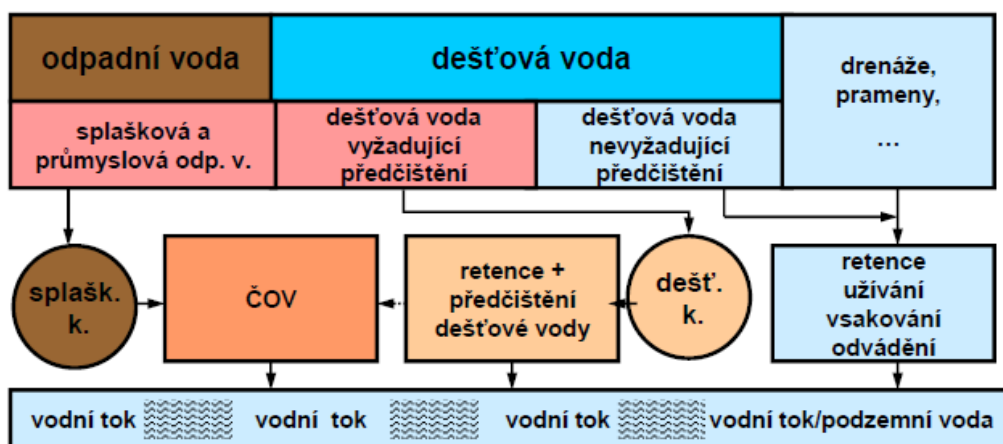 odpadní voda
dešťová voda
drenáže,
prameny,
...
splašková a
průmyslová odp. v.
dešťová voda
vyžadující
předčištění
dešťová voda
nevyžadující
předčištění
splašk.
k.
ČOV
retence +
předčištění
dešťové vody
dešť.
k.
retence
užívání
vsakování
odvádění
vodní tok
vodní tok
vodní tok
vodní tok/podzemní voda